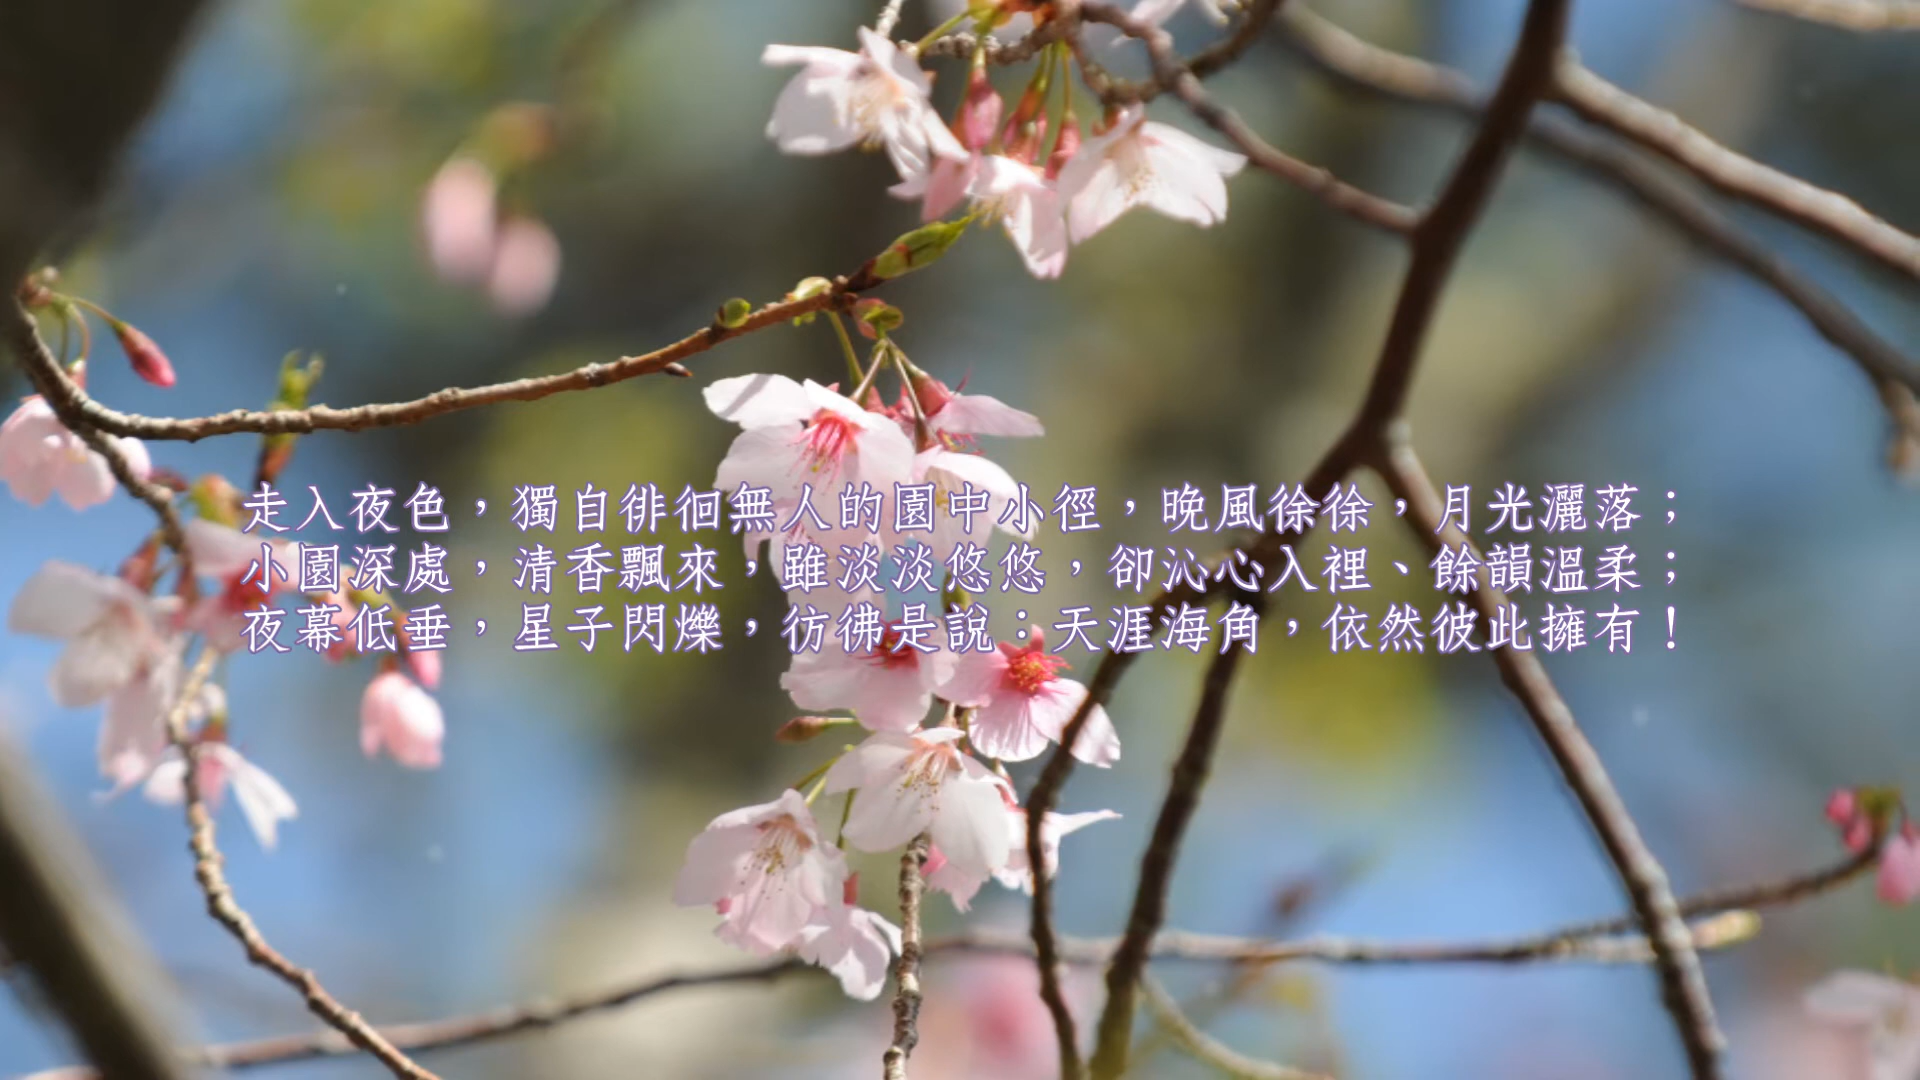 走入夜色，獨自徘徊無人的園中小徑，晚風徐徐，月光灑落；
小園深處，清香飄來，雖淡淡悠悠，卻沁心入裡、餘韻溫柔；
夜幕低垂，星子閃爍，彷彿是說：天涯海角，依然彼此擁有！